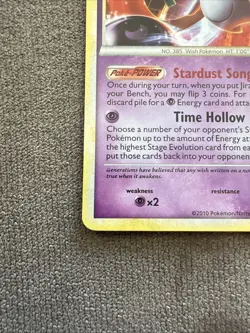 NO. 385 Wish Pokémon HT: 1'00"
Poké-POWER Stardust Song
Once during your turn, when you put Jira
your Bench, you may flip 3 coins. For
discard pile for a Energy card and atta
Time Hollow
Choose a number of your opponent's S
Pokémon up to the amount of Energy at
the highest Stage Evolution card from ea
put those cards back into your opponent
Generations have believed that any wish written on a n
true when it awakens.
weakness
resistance
×2
©2010 Pokémon/Ninte